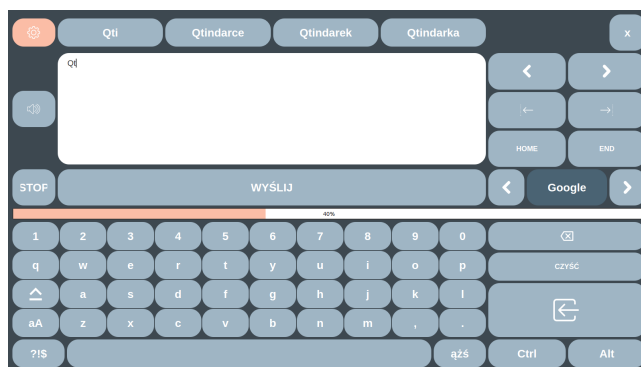 Qti Qtindarce Qtindarek Qtindarka x
Qt
HOME END
STOP WYŚLIJ Google
40%
1 2 3 4 5 6 7 8 9 0
q w e r t y u i o p CZYŚĆ
a s d f g h j k l
aA z x c v b n m , .
?!$ ąźś Ctrl Alt